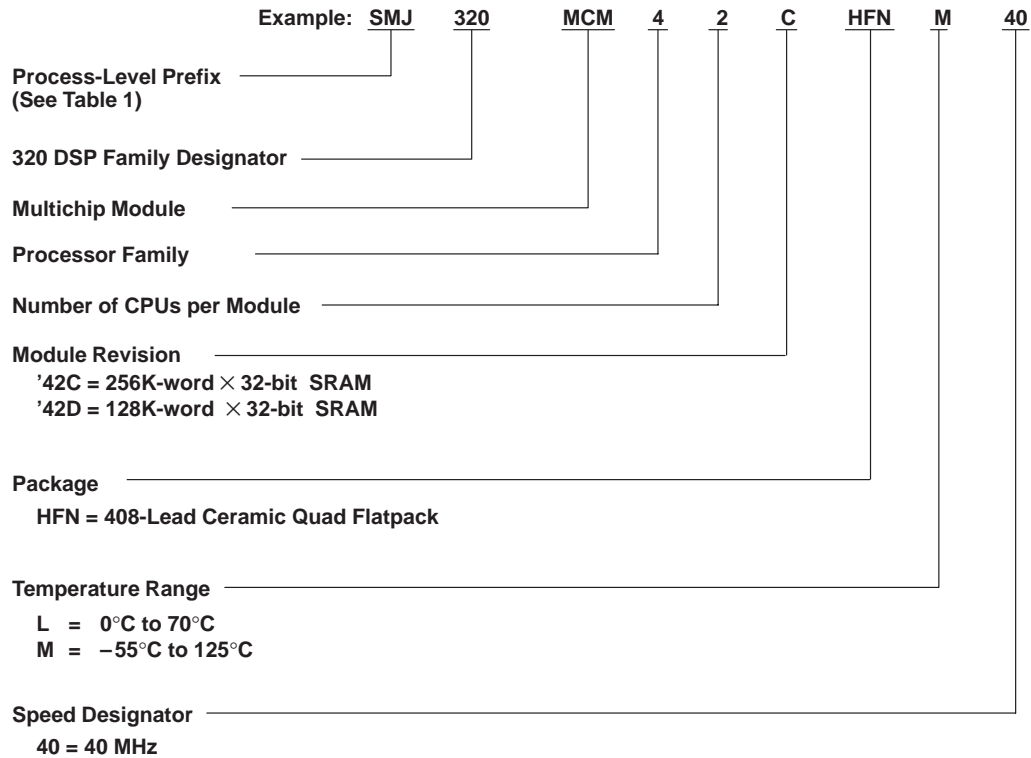 Example: SMJ 320 MCM 4 2 C HFN M 40
Process-Level Prefix
(See Table 1)
320 DSP Family Designator
Multichip Module
Processor Family
Number of CPUs per Module
Module Revision
’42C = 256K-word × 32-bit SRAM
’42D = 128K-word × 32-bit SRAM
Package
HFN = 408-Lead Ceramic Quad Flatpack
Temperature Range
L = 0°C to 70°C
M = –55°C to 125°C
Speed Designator
40 = 40 MHz